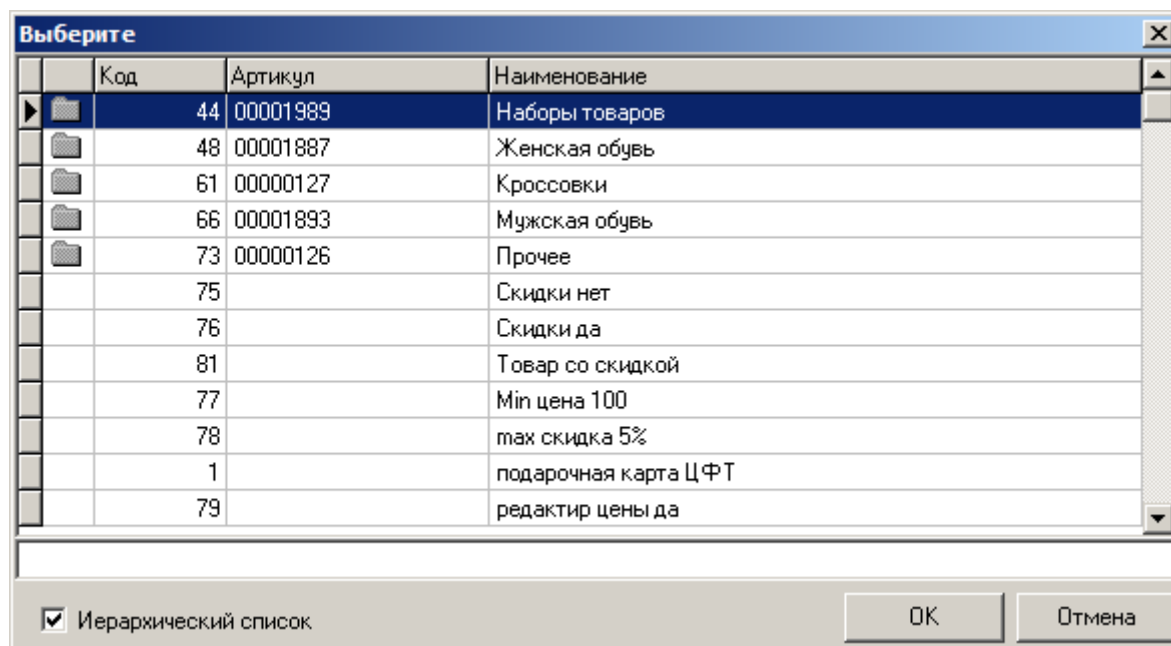 Выберите
Код Артикул Наименование
44 00001989 Наборы товаров
48 00001887 Женская обувь
61 00000127 Кроссовки
66 00001893 Мужская обувь
73 00000126 Прочее
75 Скидки нет
76 Скидки да
81 Товар со скидкой
77 Min цена 100
78 max скидка 5%
1 подарочная карта ЦФТ
79 редактир цены да
Иерархический список OK Отмена